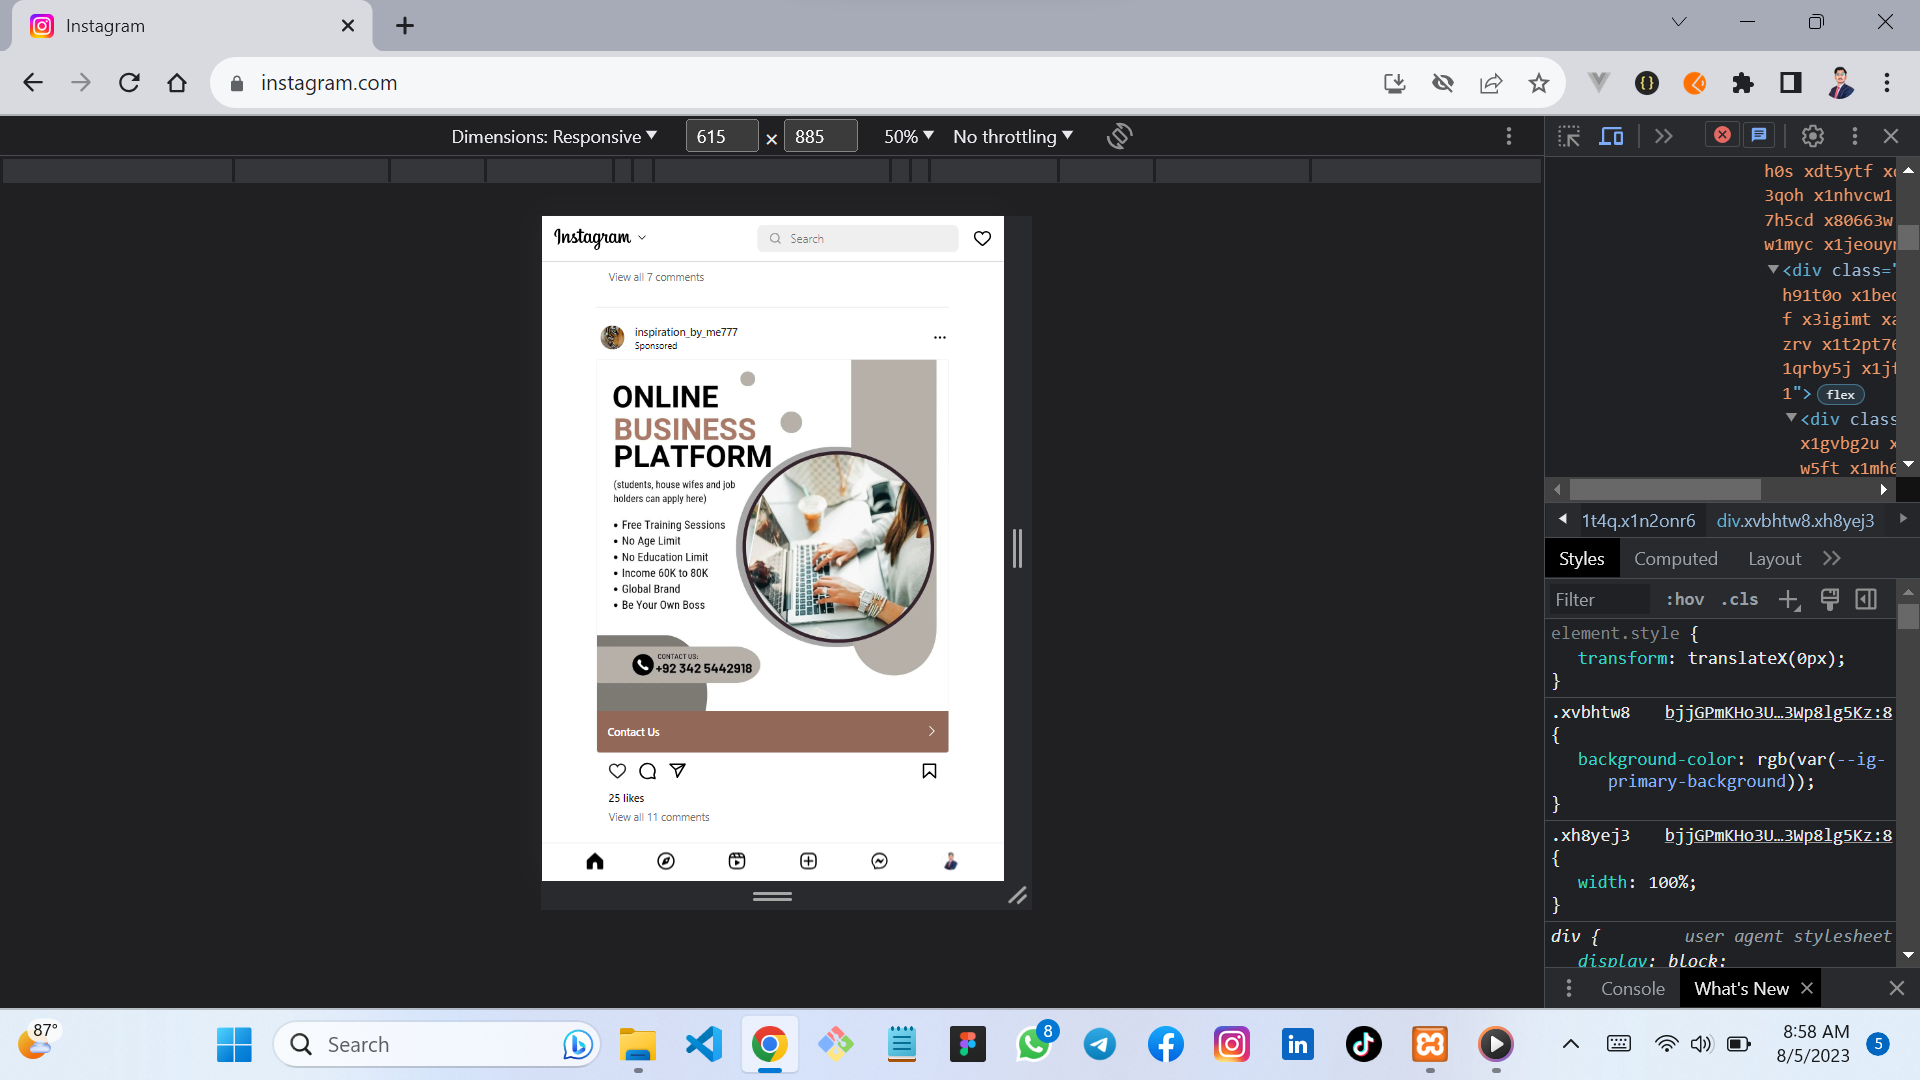 Instagram
instagram.com
Dimensions: Responsive
615 × 885
50%
No throttling
Instagram
Search
View all 7 comments
inspiration_by_me777
Sponsored
ONLINE
BUSINESS
PLATFORM
(students, house wifes and job
holders can apply here)
• Free Training Sessions
• No Age Limit
• No Education Limit
• Income 60K to 80K
• Global Brand
• Be Your Own Boss
CONTACT US:
+92 342 5442918
Contact Us
25 likes
View all 11 comments
h0s xdt5ytf
3qoh x1nhvcw1
7h5cd x80663w
w1myc x1jeouy
<div class="
h91t0o
f x3igimt
zrv x1t2pt76
1qrby5j
1"> flex
<div class
x1gvbg2u
w5ft
1t4q.x1n2onr6 div.xvbhtw8.xh8yej3
Styles Computed Layout
Filter :hov .cls
element.style {
transform: translateX(0px);
}
.xvbhtw8 bjjGPmKHo3U…3Wp8lg5Kz:8
{
background-color: rgb(var(--ig-
primary-background));
}
.xh8yej3 bjjGPmKHo3U…3Wp8lg5Kz:8
{
width: 100%;
}
div { user agent stylesheet
display: block;
Console What's New
87°
Search
8
8:58 AM
8/5/2023
5